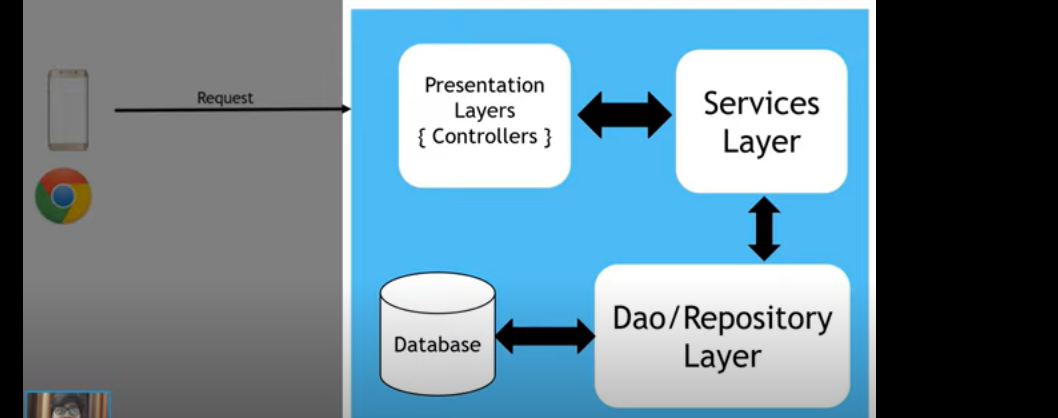 Request
Presentation
Layers
{ Controllers }
Services
Layer
Dao/Repository
Layer
Database